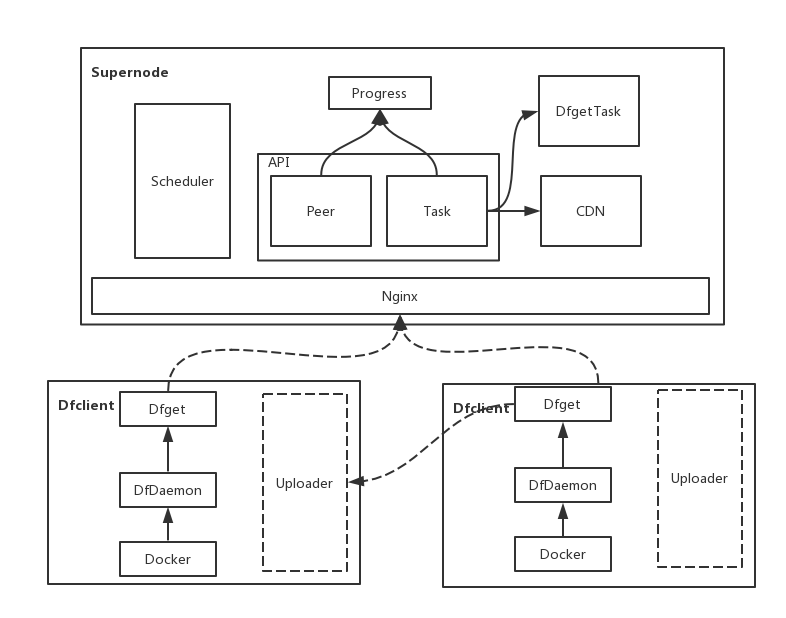 Supernode
Progress
DfgetTask
API
Scheduler
Peer
Task
CDN
Nginx
Dfclient
Dfget
Uploader
DfDaemon
Docker
Dfclient
Dfget
Uploader
DfDaemon
Docker